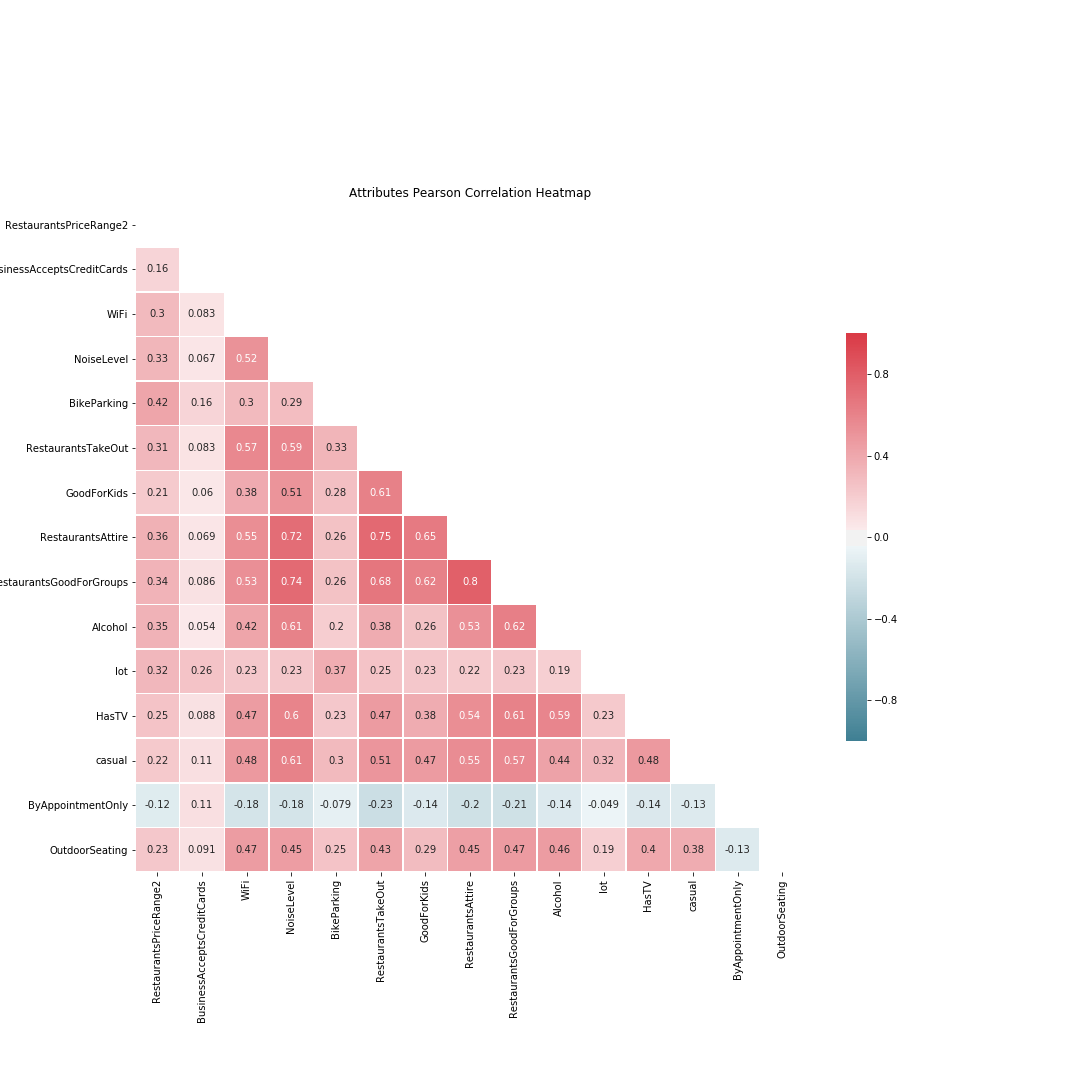 Attributes Pearson Correlation Heatmap
RestaurantsPriceRange2
sinessAcceptsCreditCards 0.16
WiFi 0.3 0.083
NoiseLevel 0.33 0.067 0.52
BikeParking 0.42 0.16 0.3 0.29
RestaurantsTakeOut 0.31 0.083 0.57 0.59 0.33
GoodForKids 0.21 0.06 0.38 0.51 0.28 0.61
RestaurantsAttire 0.36 0.069 0.55 0.72 0.26 0.75 0.65
estaurantsGoodForGroups 0.34 0.086 0.53 0.74 0.26 0.68 0.62 0.8
Alcohol 0.35 0.054 0.42 0.61 0.2 0.38 0.26 0.53 0.62
lot 0.32 0.26 0.23 0.23 0.37 0.25 0.23 0.22 0.23 0.19
HasTV 0.25 0.088 0.47 0.6 0.23 0.47 0.38 0.54 0.61 0.59 0.23
casual 0.22 0.11 0.48 0.61 0.3 0.51 0.47 0.55 0.57 0.44 0.32 0.48
ByAppointmentOnly -0.12 0.11 -0.18 -0.18 -0.079 -0.23 -0.14 -0.2 -0.21 -0.14 -0.049 -0.14 -0.13
OutdoorSeating 0.23 0.091 0.47 0.45 0.25 0.43 0.29 0.45 0.47 0.46 0.19 0.4 0.38 -0.13
RestaurantsPriceRange2
BusinessAcceptsCreditCards
WiFi
NoiseLevel
BikeParking
RestaurantsTakeOut
GoodForKids
RestaurantsAttire
RestaurantsGoodForGroups
Alcohol
lot
HasTV
casual
ByAppointmentOnly
OutdoorSeating
0.8
0.4
0.0
−0.4
−0.8